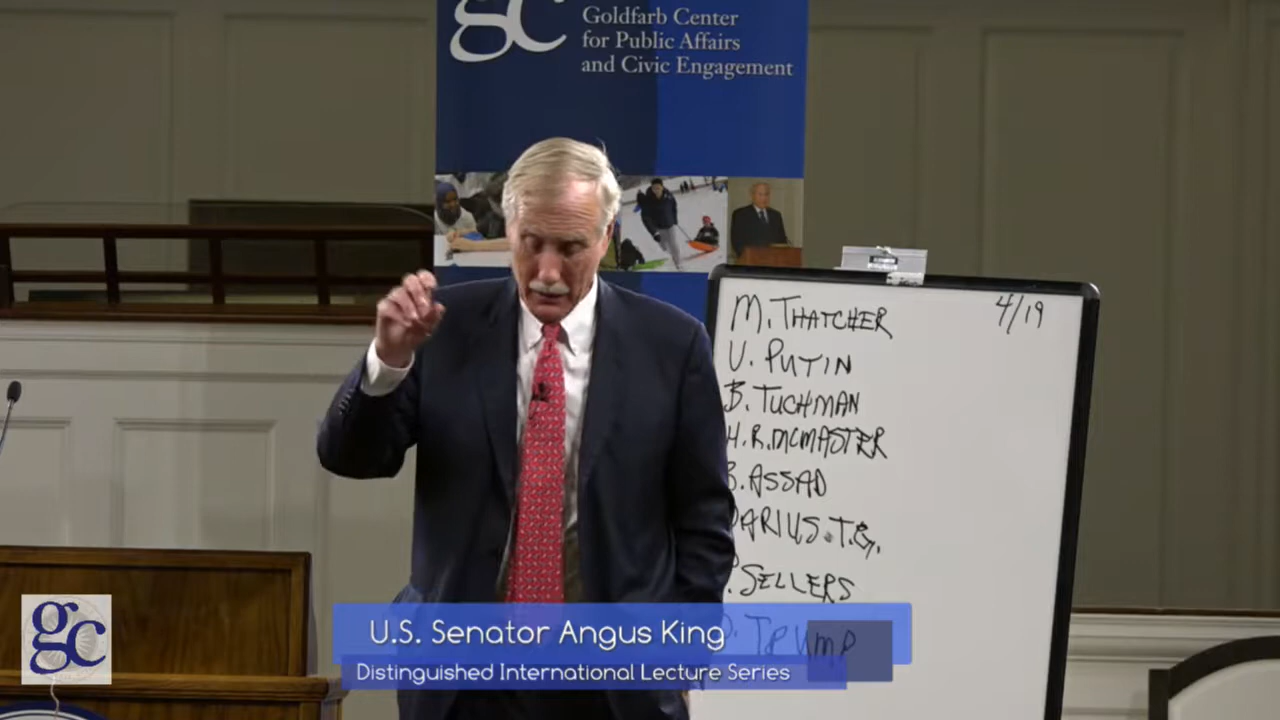 gc
Goldfarb Center
for Public Affairs
and Civic Engagement
M. THATCHER
4/19
V. PUTIN
B. TUCHMAN
H.R. MCMASTER
B. ASSAD
DARIUS T.G.
. SELLERS
D. TRUMP
U.S. Senator Angus King
Distinguished International Lecture Series
gc